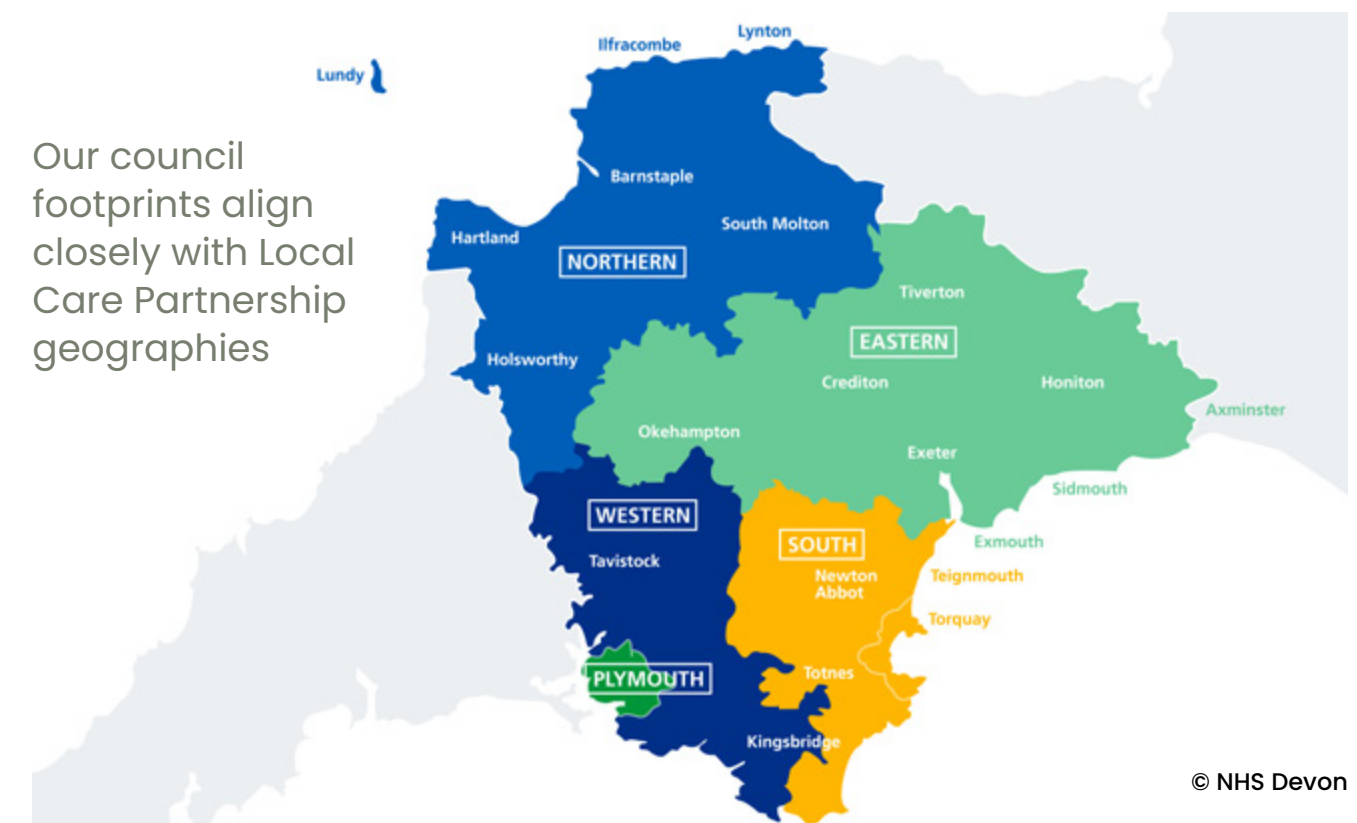 Lynton
Ilfracombe
Lundy
Our council
footprints align
closely with Local
Care Partnership
geographies
Barnstaple
South Molton
Hartland
NORTHERN
Tiverton
EASTERN
Holsworthy
Crediton
Honiton
Axminster
Okehampton
Exeter
Sidmouth
WESTERN
SOUTH
Exmouth
Tavistock
Newton
Abbot
Teignmouth
Torquay
PLYMOUTH
Totnes
Kingsbridge
© NHS Devon